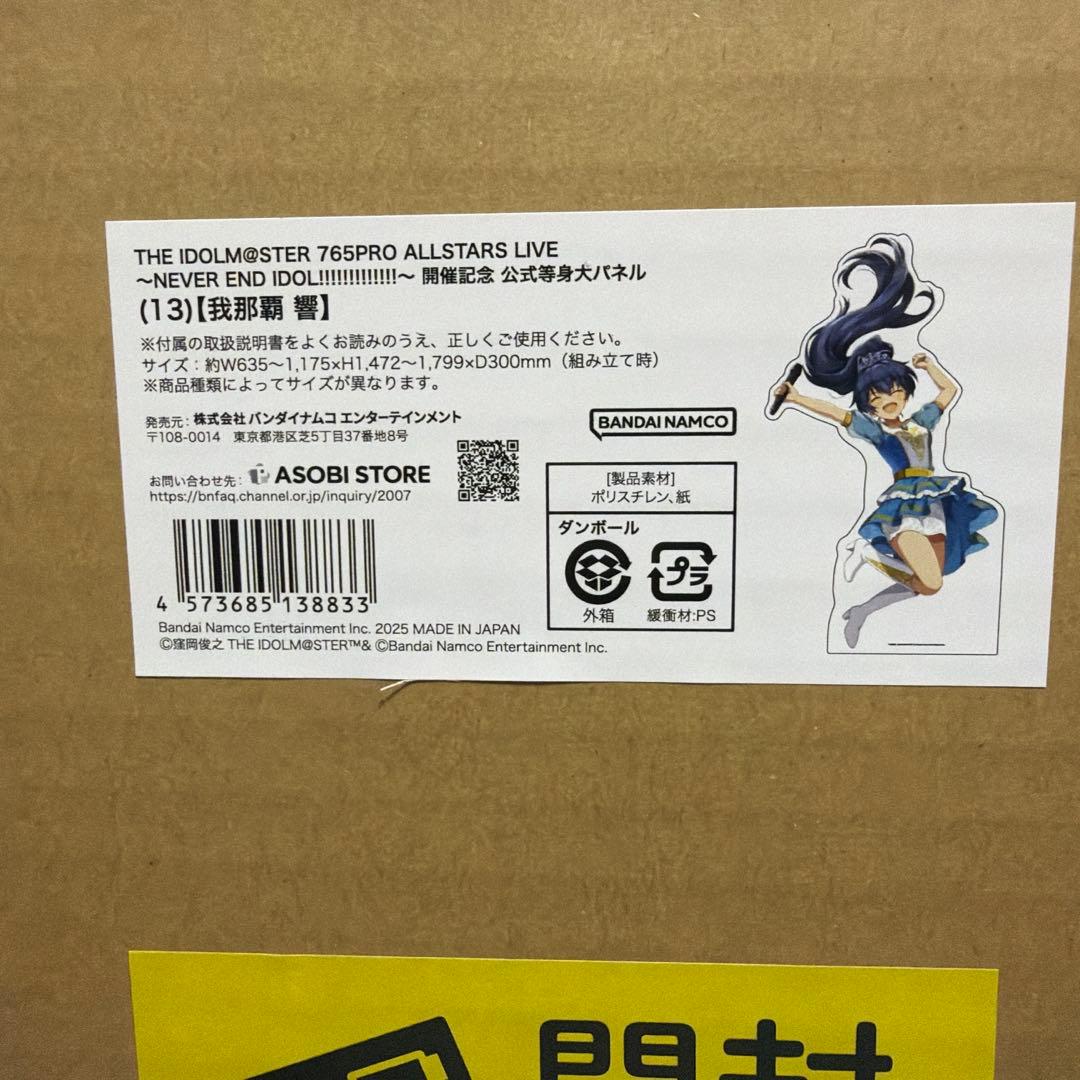 THE IDOLM@STER 765PRO ALLSTARS LIVE
～NEVER END IDOL!!!!!!!!!!!!!～ 開催記念 公式等身大パネル
(13)【我那覇 響】
※付属の取扱説明書をよくお読みのうえ、正しくご使用ください。
サイズ：約W635～1,175×H1,472～1,799×D300mm（組み立て時）
※商品種類によってサイズが異なります。
発売元：株式会社 バンダイナムコ エンターテインメント
〒108-0014 東京都港区芝5丁目37番地8号
BANDAI NAMCO
お問い合わせ先： ASOBI STORE
https://bnfaq.channel.or.jp/inquiry/2007
[製品素材]
ポリスチレン、紙
ダンボール
プラ
外箱
緩衝材:PS
4 573685 138833
Bandai Namco Entertainment Inc. 2025 MADE IN JAPAN
©窪岡俊之 THE IDOLM@STER™& ©Bandai Namco Entertainment Inc.
開封